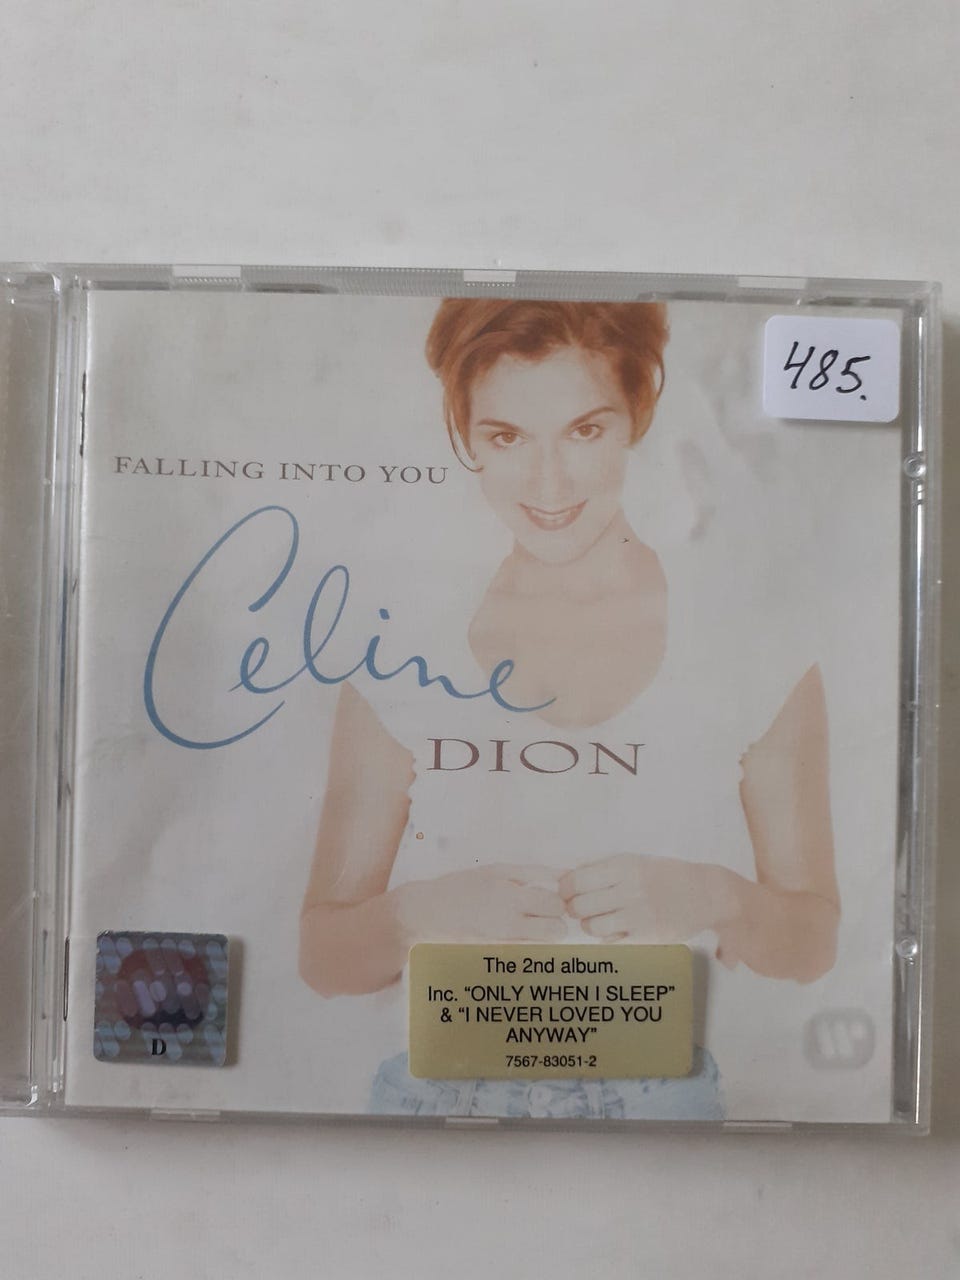 485.
FALLING INTO YOU
Celine
DION
The 2nd album.
Inc. “ONLY WHEN I SLEEP”
& “I NEVER LOVED YOU
ANYWAY”
7567-83051-2
D